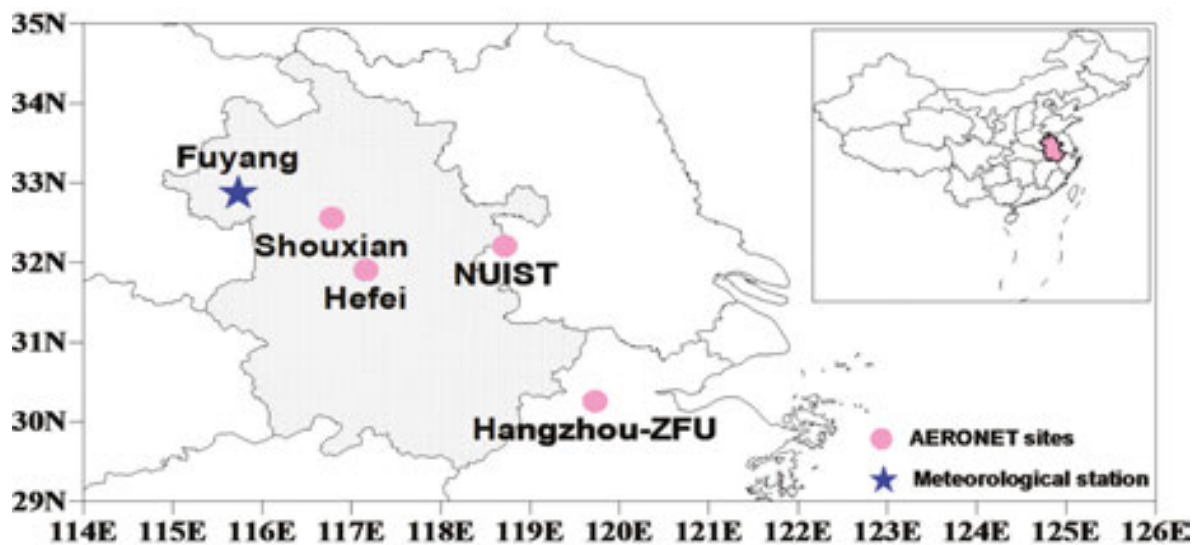 35N
34N
Fuyang
33N
Shouxian
32N
NUIST
Hefei
31N
30N
Hangzhou-ZFU
AERONET sites
Meteorological station
29N
114E 115E 116E 117E 118E 119E 120E 121E 122E 123E 124E 125E 126E